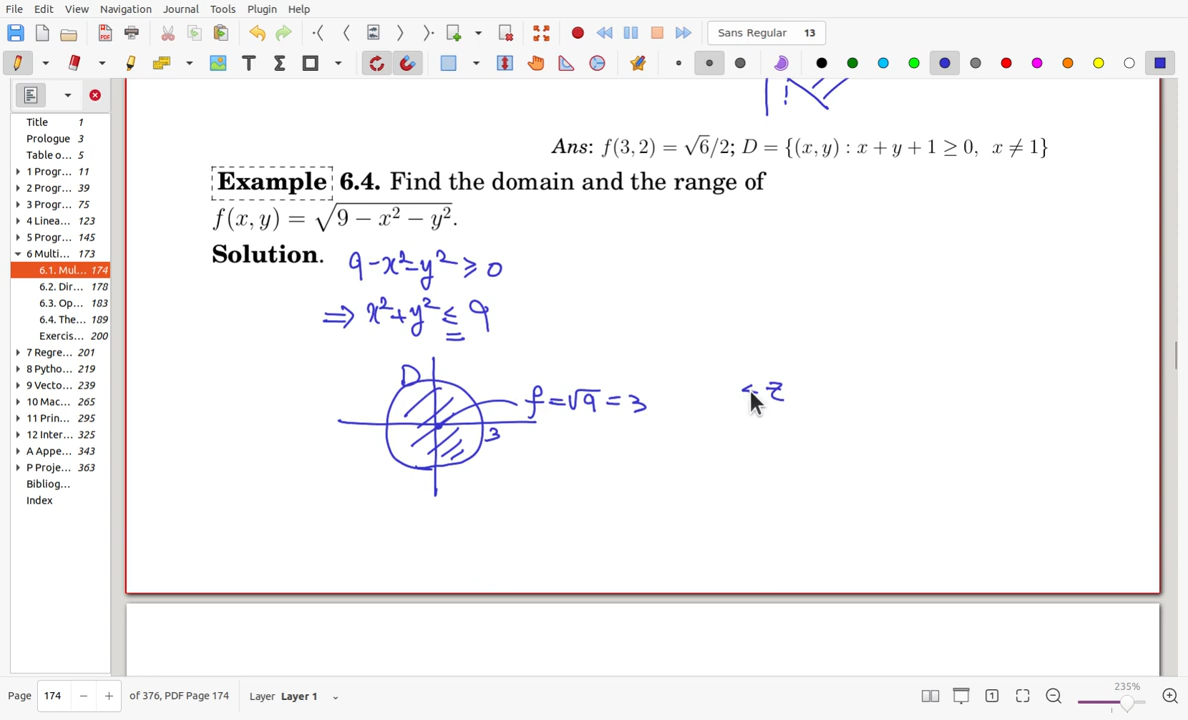 File Edit View Navigation Journal Tools Plugin Help
Sans Regular 13
Title 1
Prologue 3
Table o... 5
1 Progr... 11
2 Progr... 39
3 Progr... 75
4 Linea... 123
5 Progr... 145
6 Multi... 173
6.1. Mul... 174
6.2. Dir... 178
6.3. Op... 183
6.4. The... 189
Exercis... 200
7 Regre... 201
8 Pytho... 219
9 Vecto... 239
10 Mac... 265
11 Prin... 295
12 Inter... 325
A Appe... 343
P Proje... 363
Bibliog...
Index
Ans: f(3,2) = √6/2; D = {(x,y) : x + y + 1 ≥ 0, x ≠ 1}
Example 6.4. Find the domain and the range of
f(x,y) = √(9 − x² − y²).
Solution. 9-x²-y² ≥ 0
⇒ x²+y² ≤ 9
D
f = √9 = 3
≤ z
3
Page 174 − + of 376, PDF Page 174 Layer Layer 1 235%